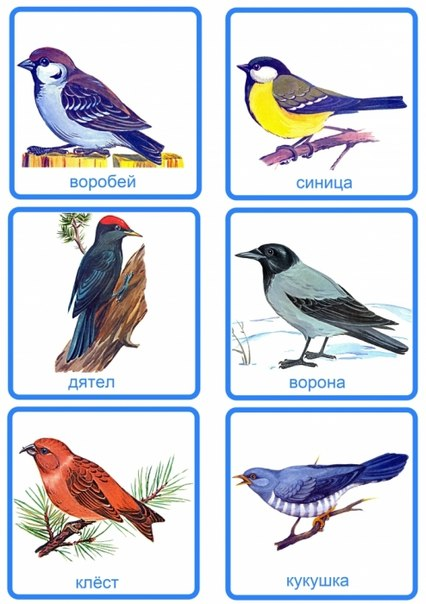 воробей
синица
дятел
ворона
клёст
кукушка